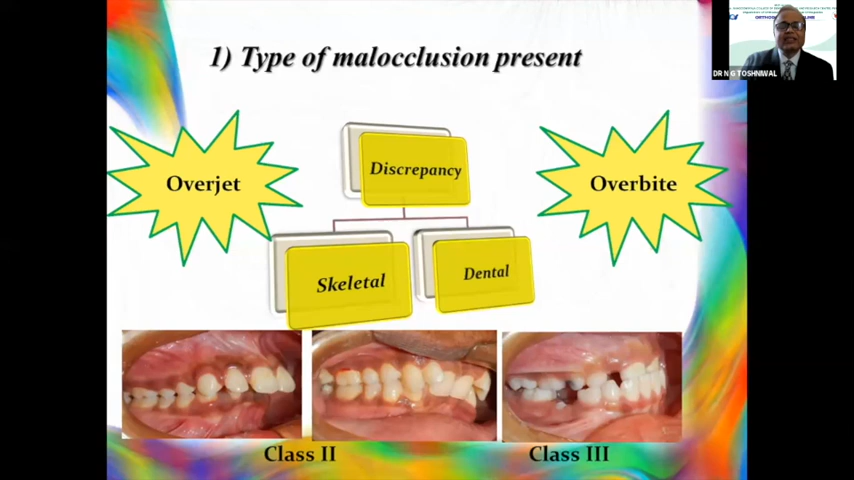 1) Type of malocclusion present
DR N G TOSHNIWAL
Discrepancy
Overjet
Overbite
Skeletal
Dental
Class II
Class III